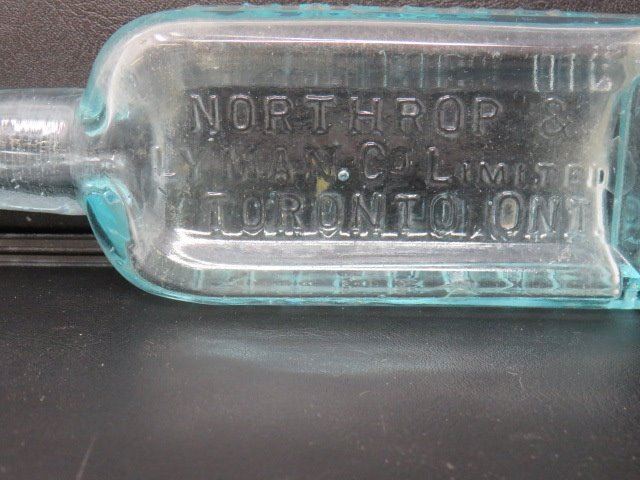 NORTHROP &
LYMAN Co LIMITED
TORONTO ONT